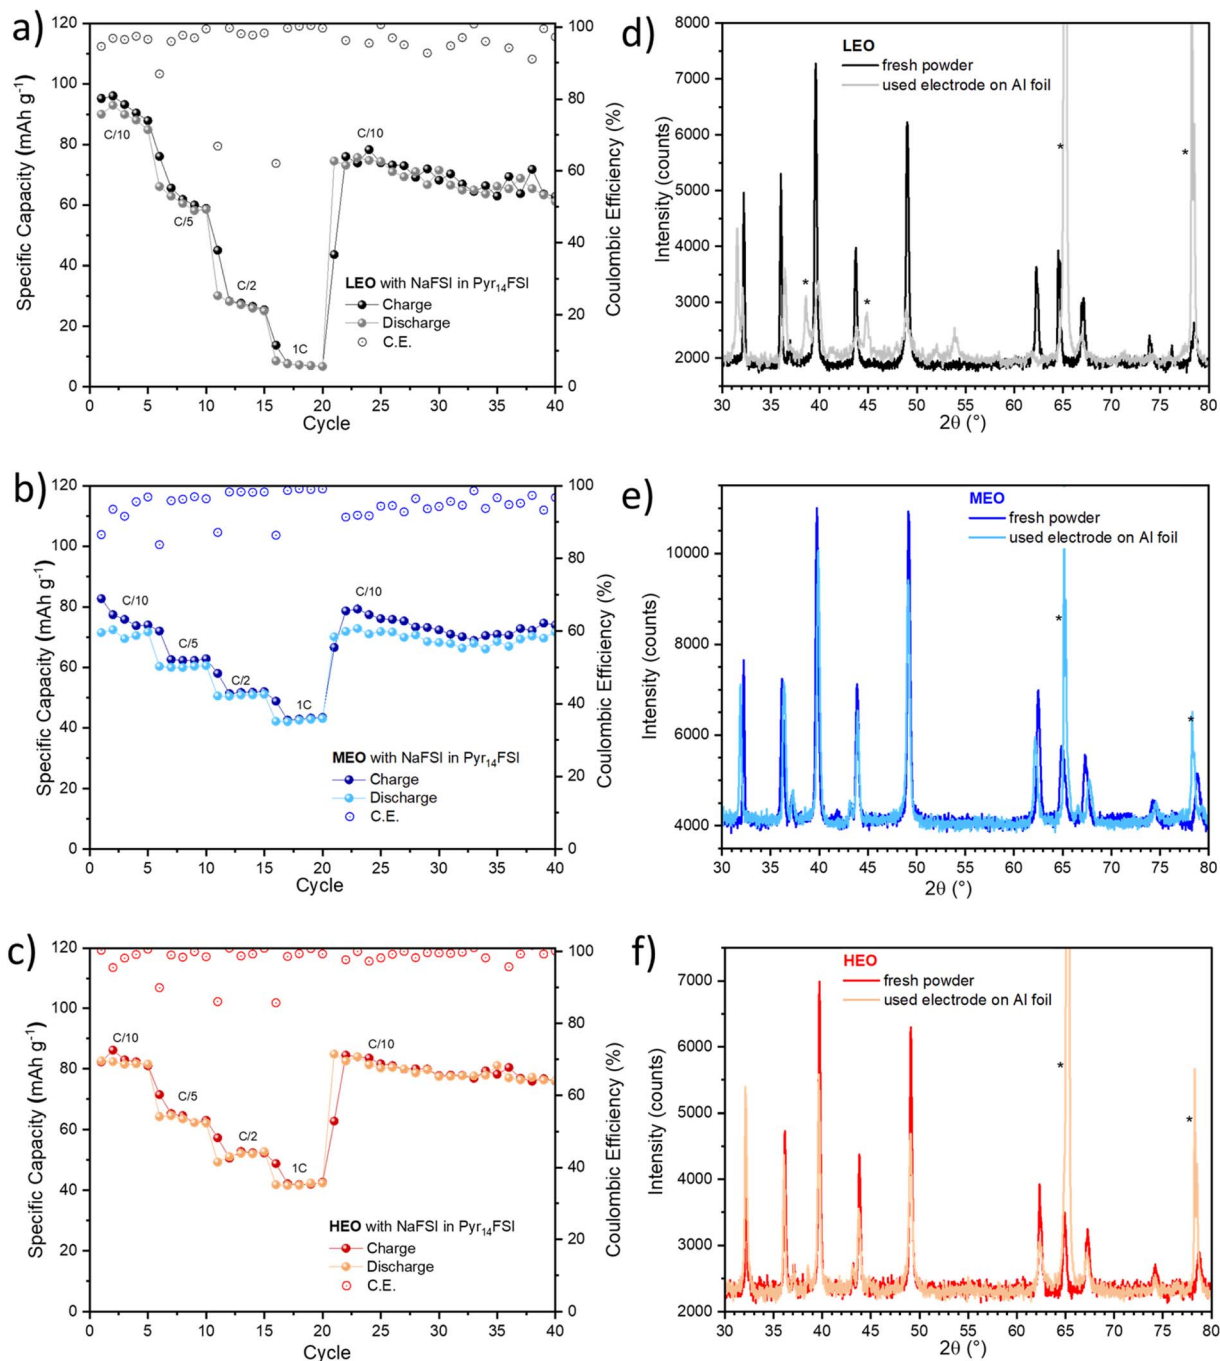 a)
120
100
80
60
40
20
0
Specific Capacity (mAh g-1)
C/10
C/5
C/2
1C
C/10
LEO with NaFSI in Pyr14FSI
Charge
Discharge
C.E.
100
80
60
40
20
0
Coulombic Efficiency (%)
0 5 10 15 20 25 30 35 40
Cycle
d)
8000
7000
6000
5000
4000
3000
2000
Intensity (counts)
LEO
fresh powder
used electrode on Al foil
* * * *
30 35 40 45 50 55 60 65 70 75 80
2θ (°)
b)
120
100
80
60
40
20
0
Specific Capacity (mAh g-1)
C/10
C/5
C/2
1C
C/10
MEO with NaFSI in Pyr14FSI
Charge
Discharge
C.E.
100
80
60
40
20
0
Coulombic Efficiency (%)
0 5 10 15 20 25 30 35 40
Cycle
e)
10000
8000
6000
4000
Intensity (counts)
MEO
fresh powder
used electrode on Al foil
* *
30 35 40 45 50 55 60 65 70 75 80
2θ (°)
c)
120
100
80
60
40
20
0
Specific Capacity (mAh g-1)
C/10
C/5
C/2
1C
C/10
HEO with NaFSI in Pyr14FSI
Charge
Discharge
C.E.
100
80
60
40
20
0
Coulombic Efficiency (%)
0 5 10 15 20 25 30 35 40
Cycle
f)
7000
6000
5000
4000
3000
2000
Intensity (counts)
HEO
fresh powder
used electrode on Al foil
* *
30 35 40 45 50 55 60 65 70 75 80
2θ (°)